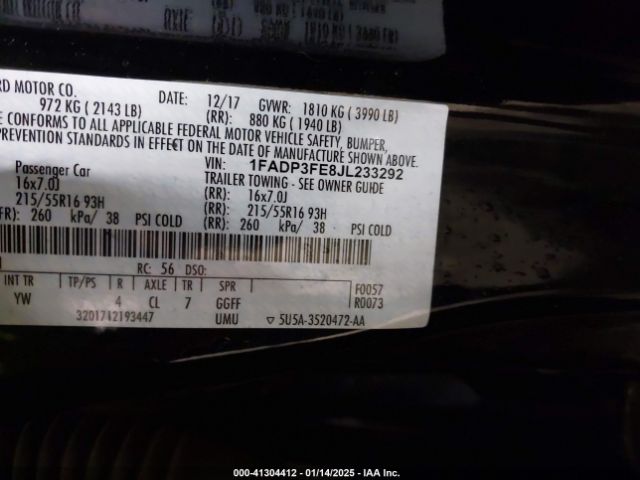 RD MOTOR CO.
DATE: 12/17 GVWR: 1810 KG ( 3990 LB)
972 KG ( 2143 LB) (RR): 880 KG ( 1940 LB)
E CONFORMS TO ALL APPLICABLE FEDERAL MOTOR VEHICLE SAFETY, BUMPER,
PREVENTION STANDARDS IN EFFECT ON THE DATE OF MANUFACTURE SHOWN ABOVE.
VIN: 1FADP3FE8JL233292
Passenger Car TRAILER TOWING - SEE OWNER GUIDE
16x7.0J (RR): 16x7.0J
215/55R16 93H (RR): 215/55R16 93H
FR): 260 kPa/ 38 PSI COLD (RR): 260 kPa/ 38 PSI COLD
RC: 56 DSO:
INT TR TP/PS R AXLE TR SPR F0057
YW 4 CL 7 GGFF R0073
3201712193447 UMU ▽ 5U5A-3520472-AA
000-41304412 - 01/14/2025 - IAA Inc.